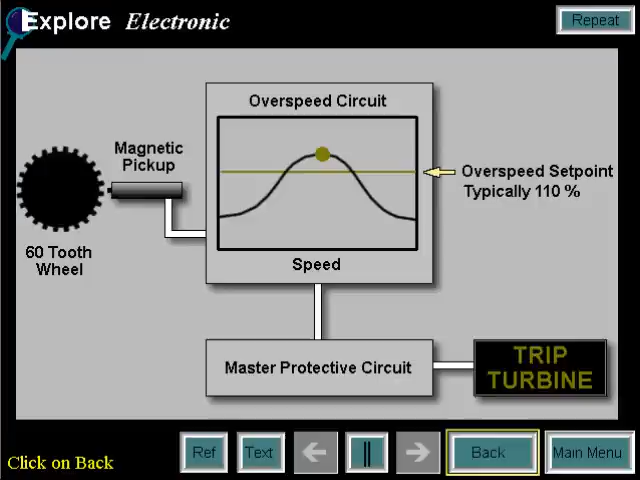 Explore Electronic
Repeat
Overspeed Circuit
Magnetic
Pickup
Overspeed Setpoint
Typically 110 %
60 Tooth
Wheel
Speed
Master Protective Circuit
TRIP
TURBINE
Click on Back
Ref
Text
Back
Main Menu